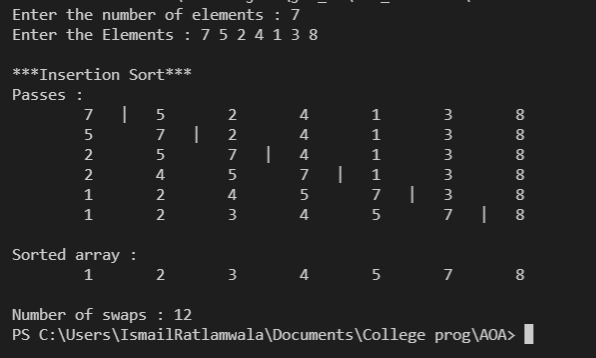 Enter the number of elements : 7
Enter the Elements : 7 5 2 4 1 3 8
***Insertion Sort***
Passes :
7 | 5 2 4 1 3 8
5 7 | 2 4 1 3 8
2 5 7 | 4 1 3 8
2 4 5 7 | 1 3 8
1 2 4 5 7 | 3 8
1 2 3 4 5 7 | 8
Sorted array :
1 2 3 4 5 7 8
Number of swaps : 12
PS C:\Users\IsmailRatlamwala\Documents\College prog\AOA>